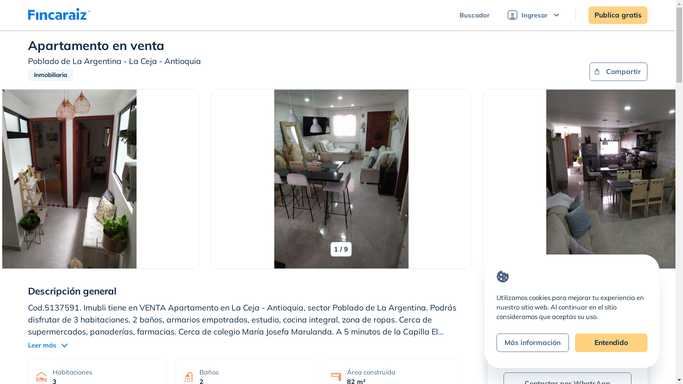 Fincaraiz
Buscador
Ingresar
Publica gratis
Apartamento en venta
Poblado de La Argentina - La Ceja - Antioquia
Inmobiliaria
Compartir
1 / 9
Descripción general
Cod.5137591. Imubli tiene en VENTA Apartamento en La Ceja - Antioquia, sector Poblado de La Argentina. Podrás
disfrutar de 3 habitaciones, 2 baños, armarios empotrados, estudio, cocina integral, zona de ropas. Cerca de
supermercados, panaderías, farmacias. Cerca de colegio María Josefa Marulanda. A 5 minutos de la Capilla El...
Leer más
Habitaciones
3
Baños
2
Área construida
82 m²
Utilizamos cookies para mejorar tu experiencia en
nuestro sitio web. Al continuar en el sitio
consideramos que aceptas su uso.
Más información
Entendido
Contactar por WhatsApp